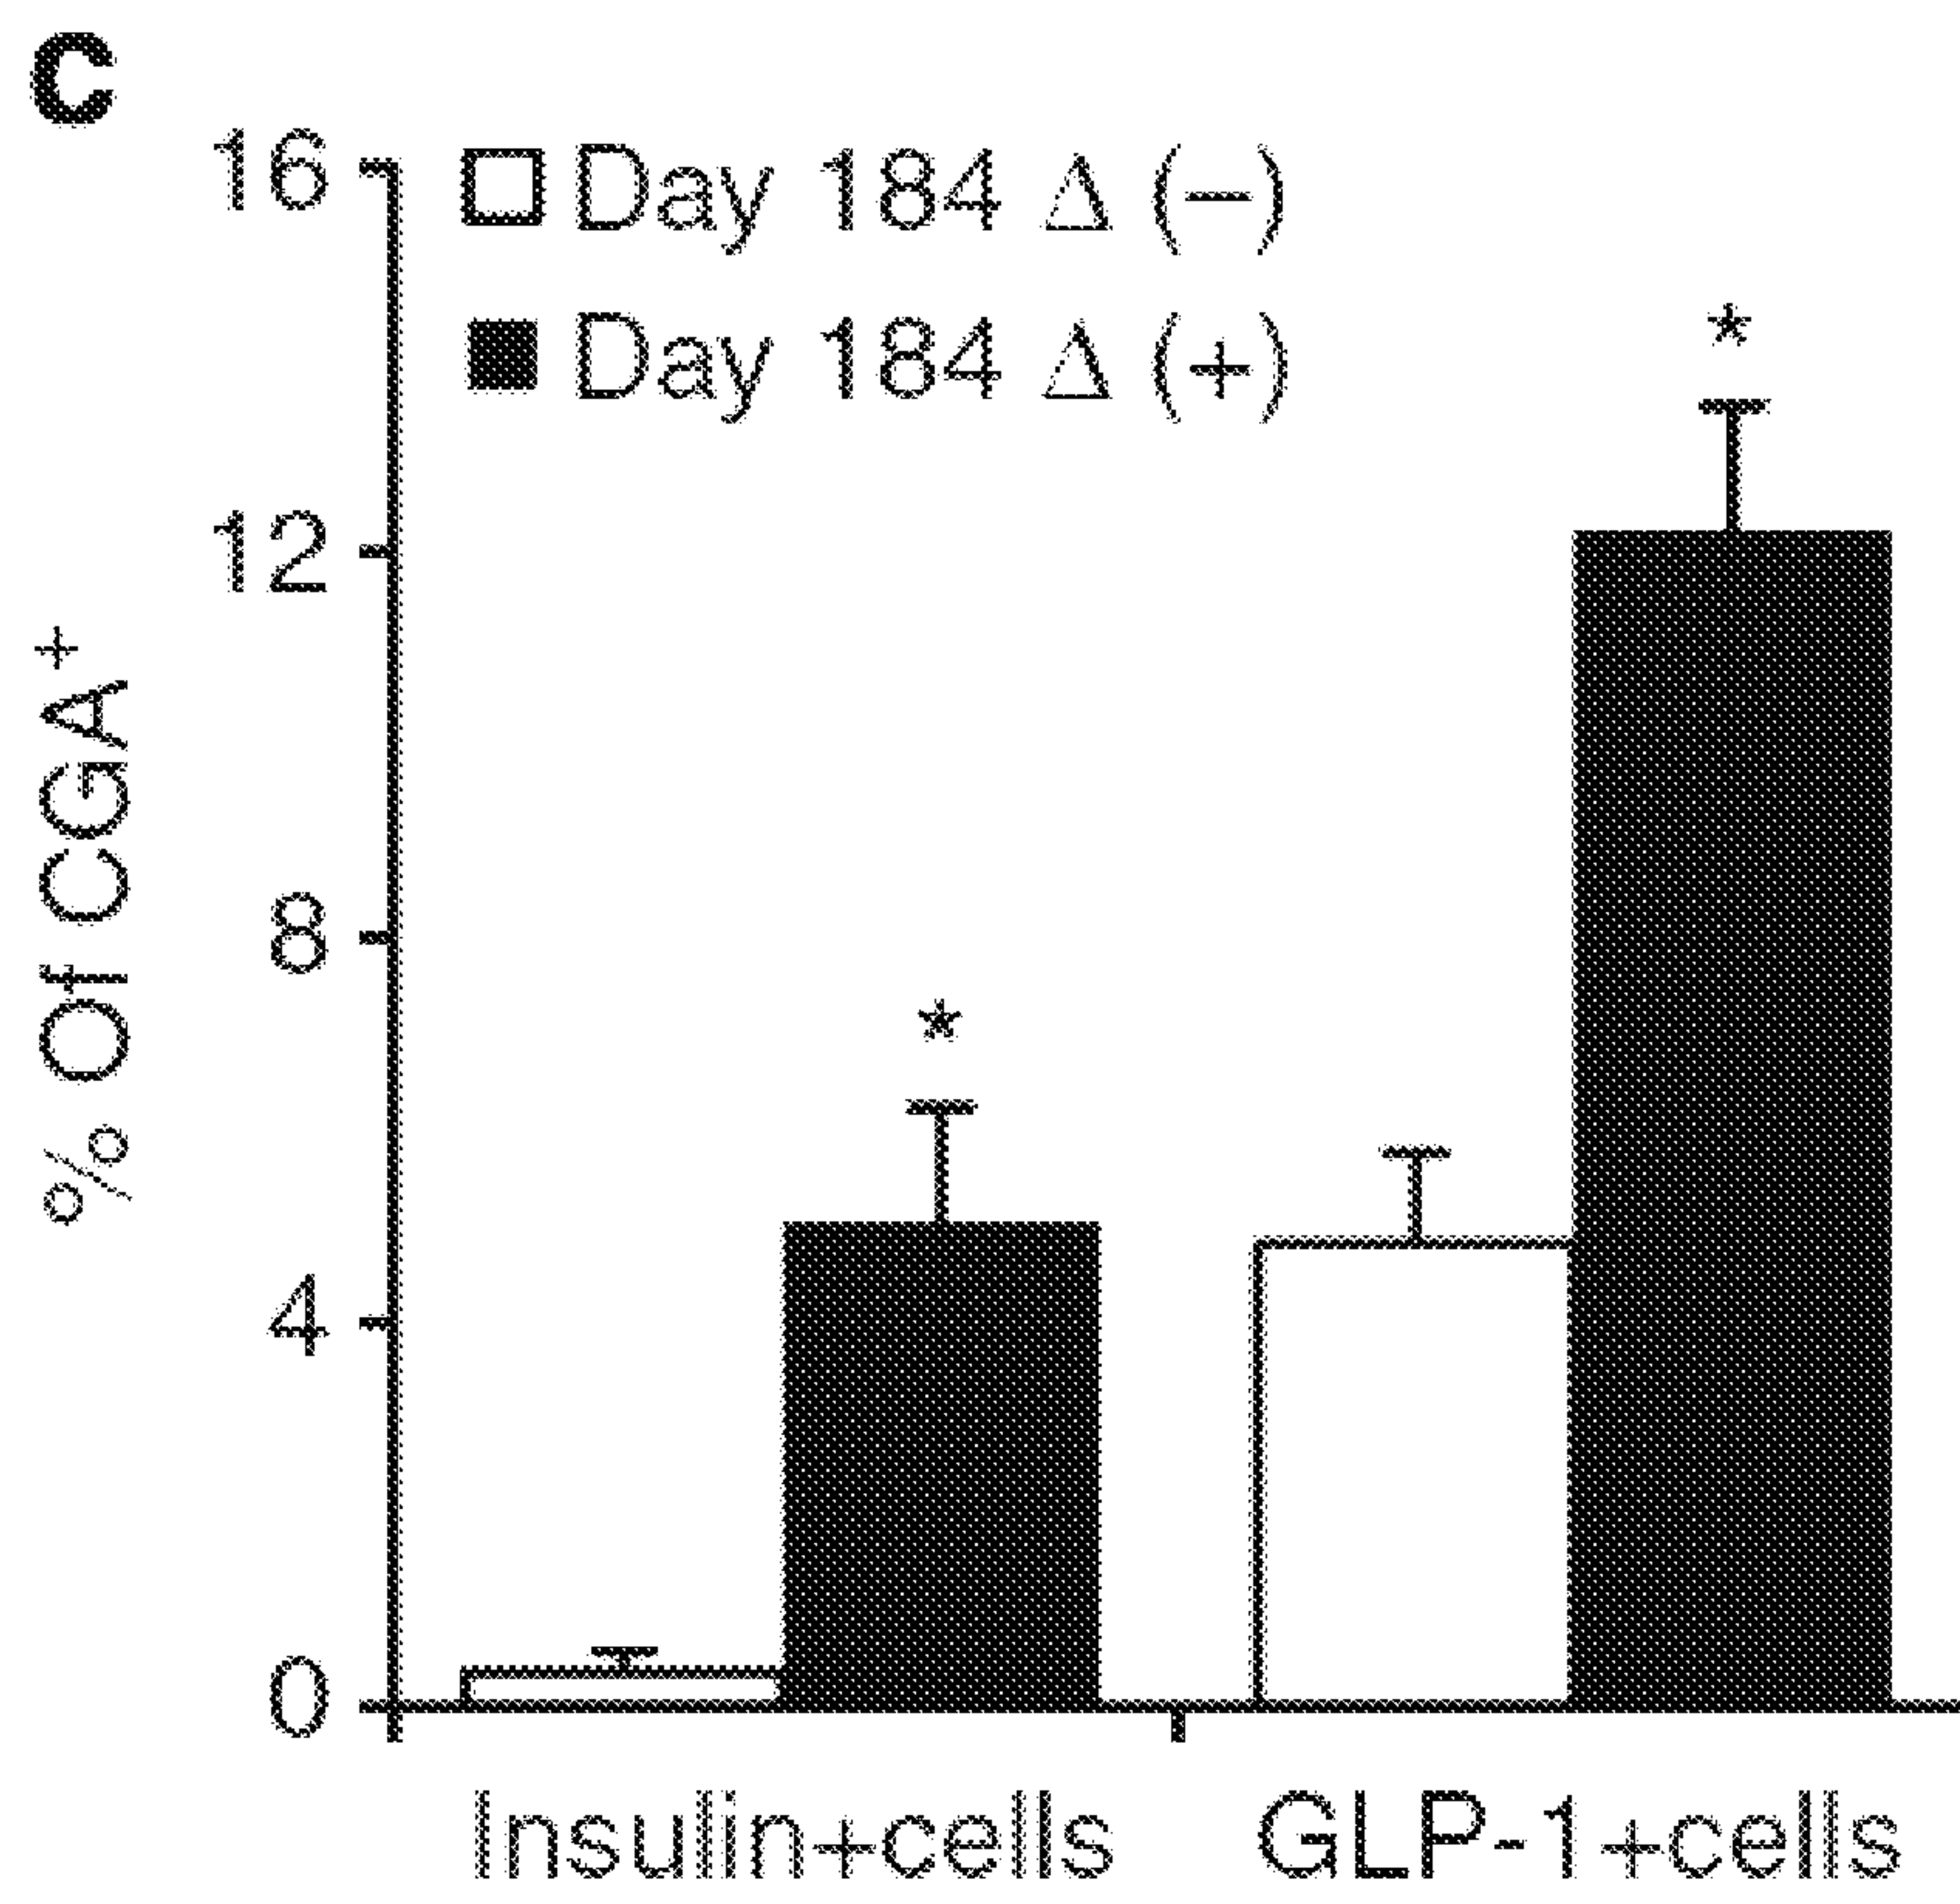 C
16
Day 184 Δ (−)
Day 184 Δ (+)
*
12
% Of CGA⁺
8
*
4
0
Insulin+cells GLP-1+cells